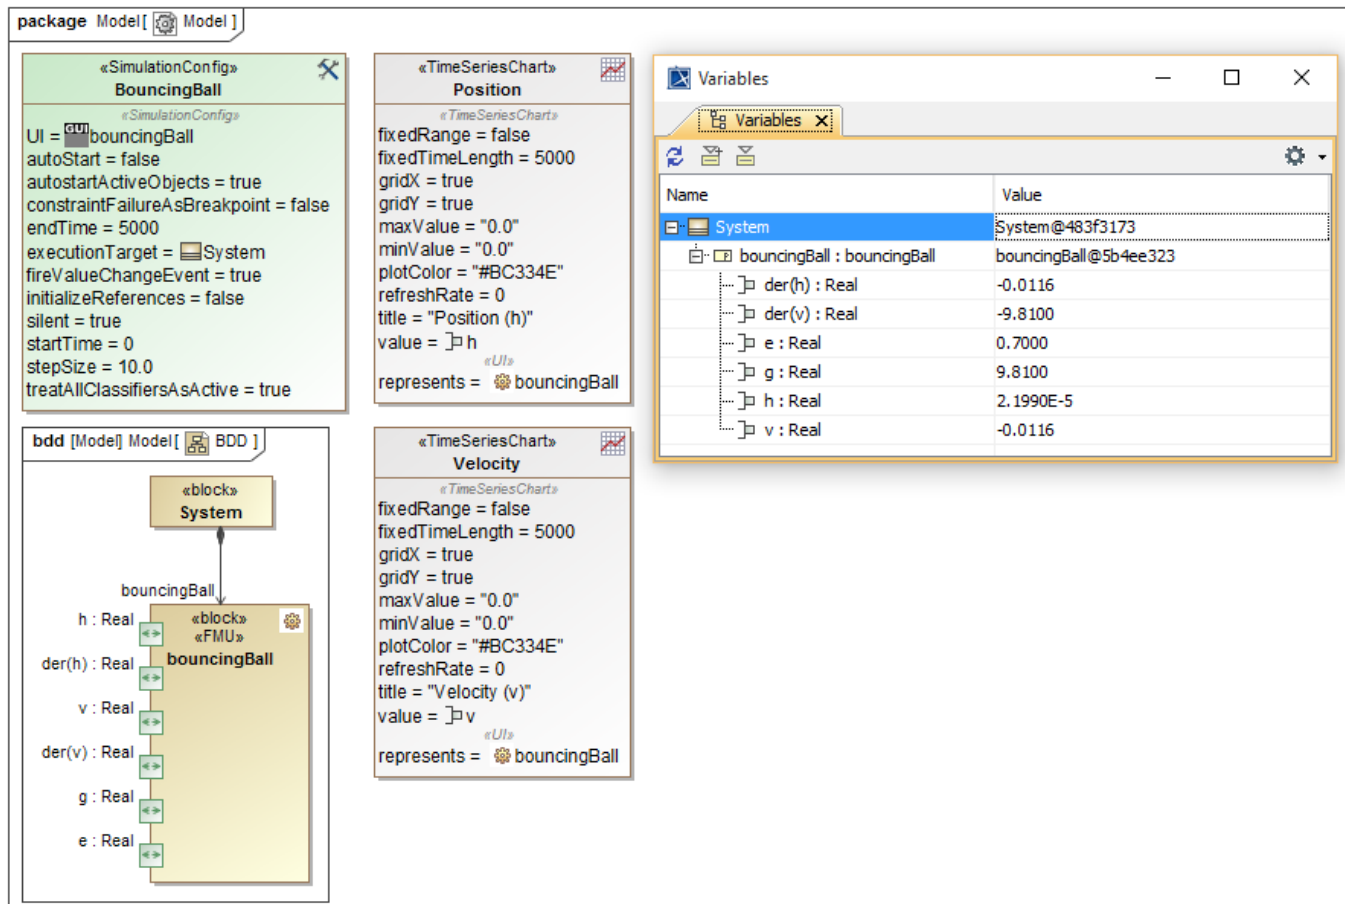 package Model[ Model ]
«SimulationConfig»
BouncingBall
«SimulationConfig»
UI = GUI bouncingBall
autoStart = false
autostartActiveObjects = true
constraintFailureAsBreakpoint = false
endTime = 5000
executionTarget = System
fireValueChangeEvent = true
initializeReferences = false
silent = true
startTime = 0
stepSize = 10.0
treatAllClassifiersAsActive = true
«TimeSeriesChart»
Position
«TimeSeriesChart»
fixedRange = false
fixedTimeLength = 5000
gridX = true
gridY = true
maxValue = "0.0"
minValue = "0.0"
plotColor = "#BC334E"
refreshRate = 0
title = "Position (h)"
value = h
«UI»
represents = bouncingBall
Variables
Variables
Name Value
System System@483f3173
bouncingBall : bouncingBall bouncingBall@5b4ee323
der(h) : Real -0.0116
der(v) : Real -9.8100
e : Real 0.7000
g : Real 9.8100
h : Real 2.1990E-5
v : Real -0.0116
bdd [Model] Model[ BDD ]
«block»
System
bouncingBall
h : Real
der(h) : Real
v : Real
der(v) : Real
g : Real
e : Real
«block»
«FMU»
bouncingBall
«TimeSeriesChart»
Velocity
«TimeSeriesChart»
fixedRange = false
fixedTimeLength = 5000
gridX = true
gridY = true
maxValue = "0.0"
minValue = "0.0"
plotColor = "#BC334E"
refreshRate = 0
title = "Velocity (v)"
value = v
«UI»
represents = bouncingBall